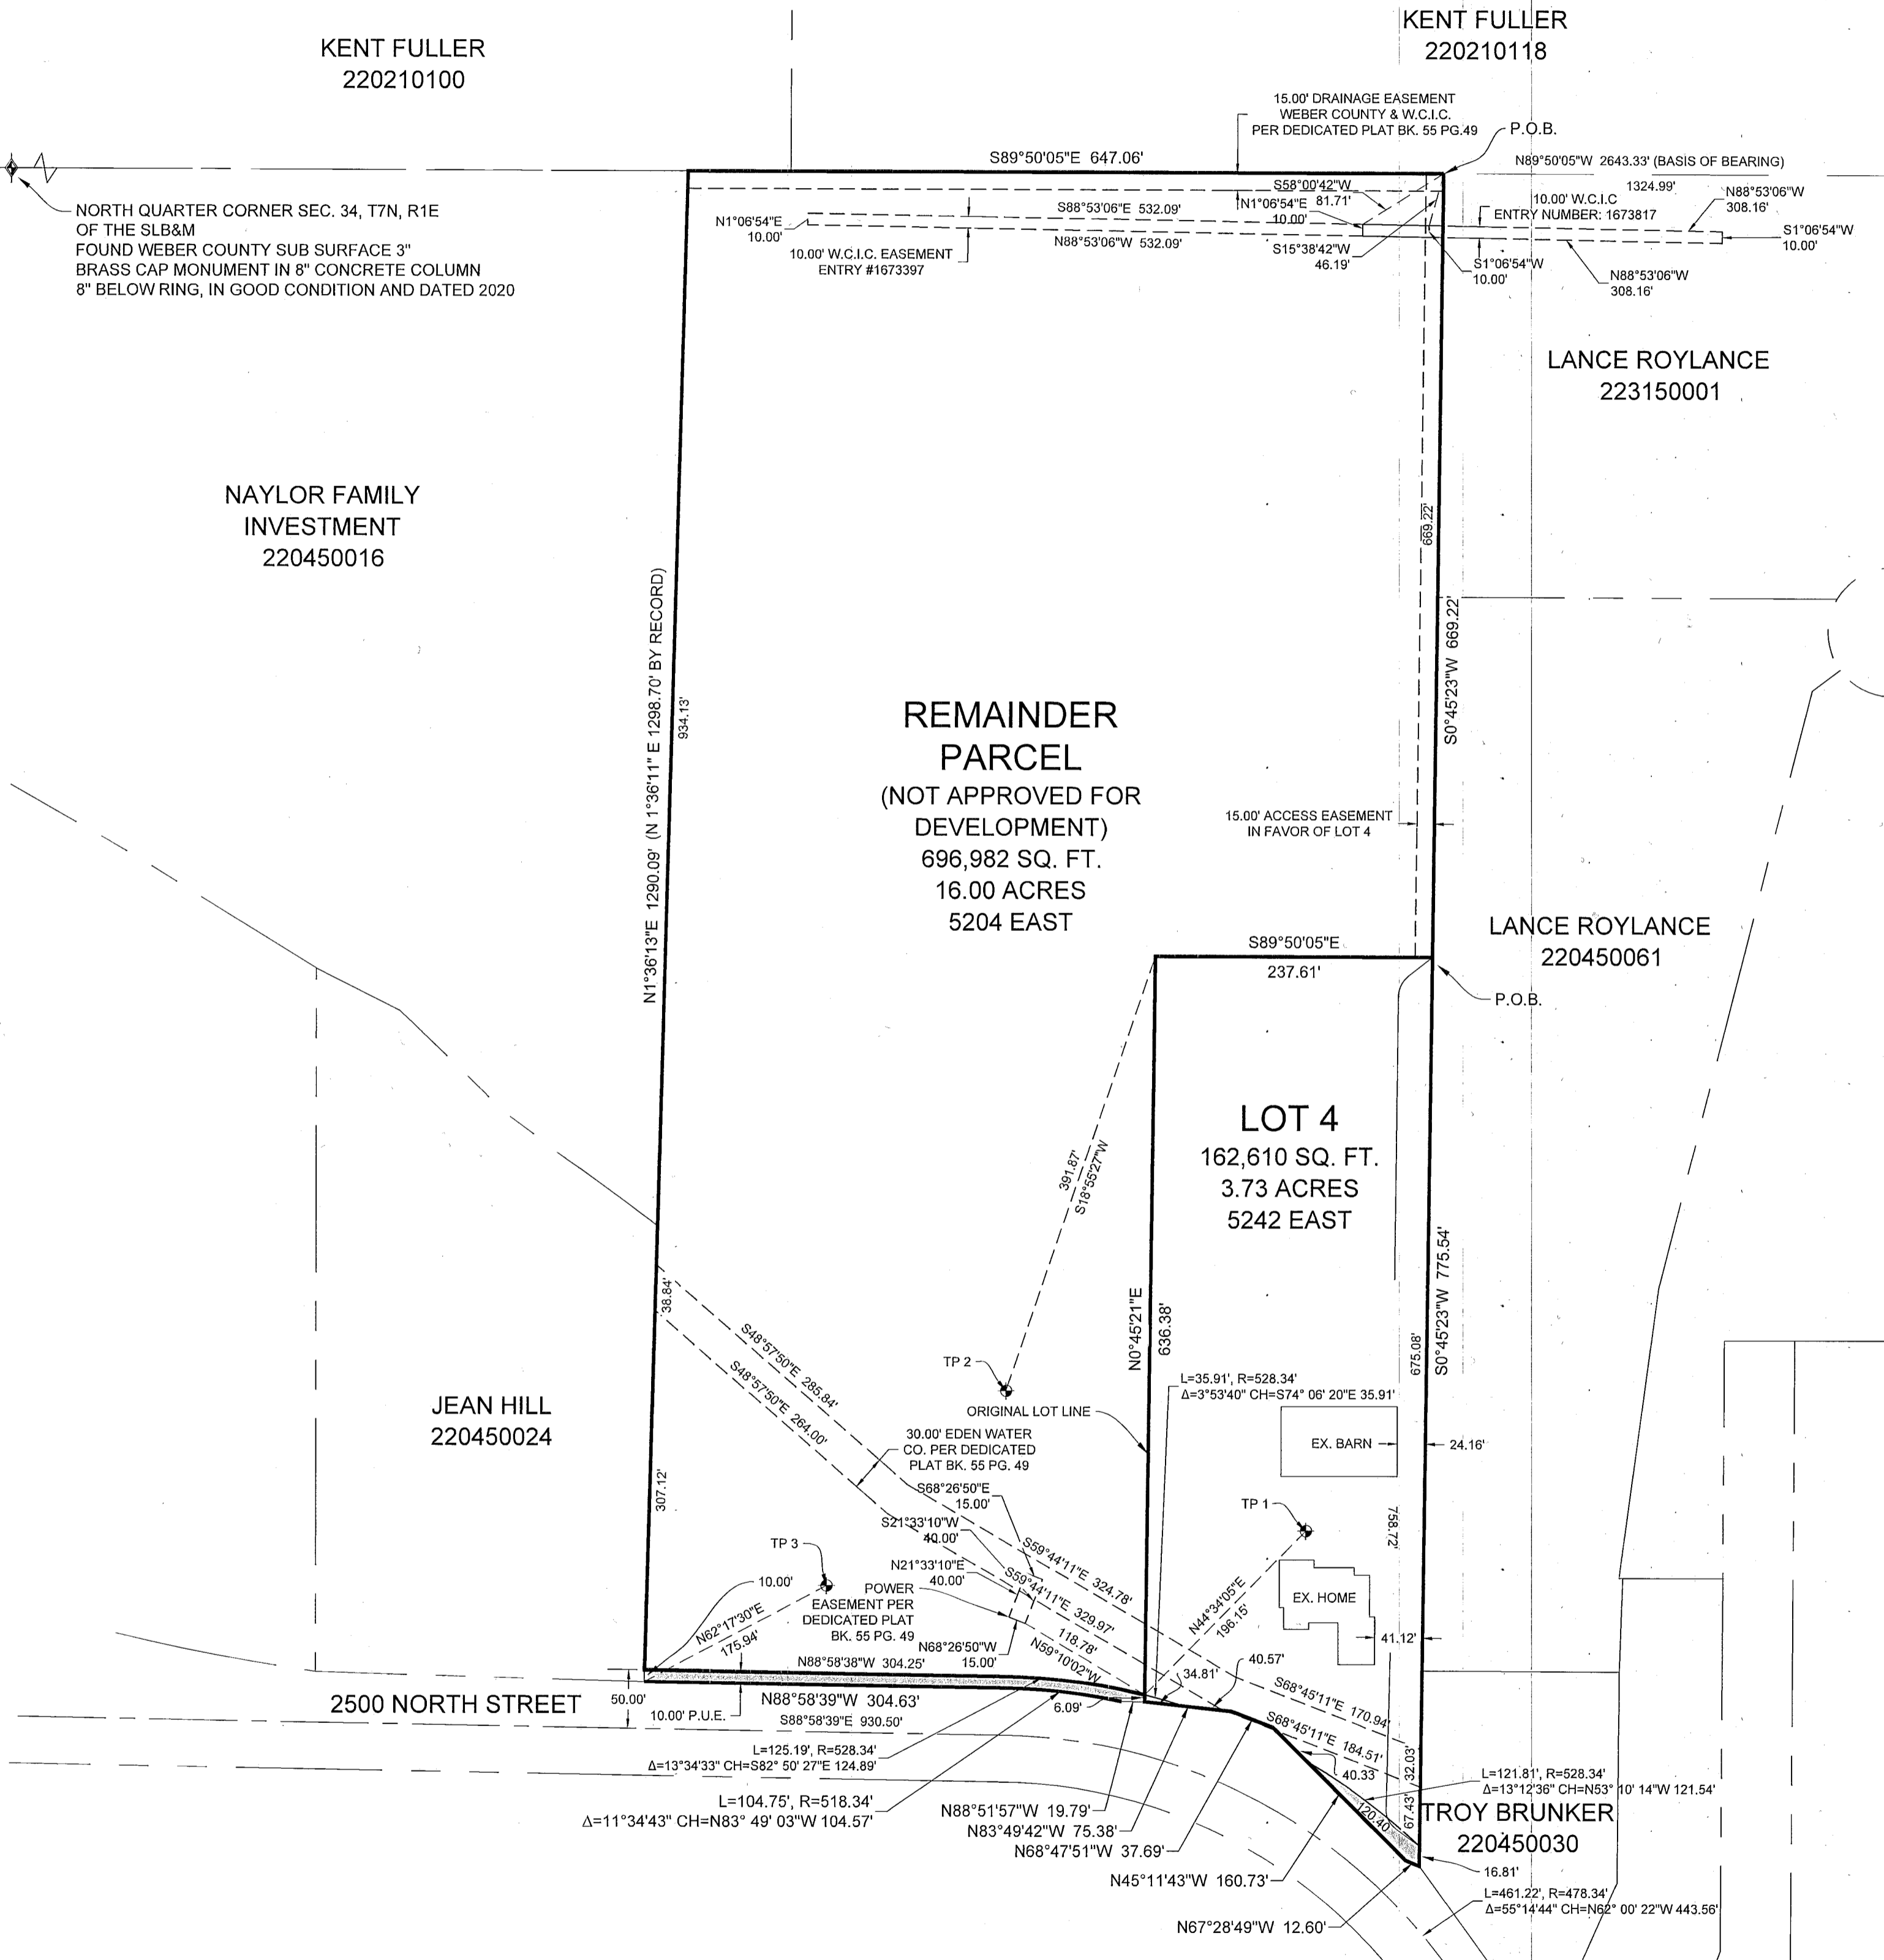 KENT FULLER
220210100
KENT FULLER
220210118
15.00' DRAINAGE EASEMENT
WEBER COUNTY & W.C.I.C.
PER DEDICATED PLAT BK. 55 PG.49
P.O.B.
S89°50'05"E 647.06'
N89°50'05"W 2643.33' (BASIS OF BEARING)
1324.99'
NORTH QUARTER CORNER SEC. 34, T7N, R1E
OF THE SLB&M
FOUND WEBER COUNTY SUB SURFACE 3"
BRASS CAP MONUMENT IN 8" CONCRETE COLUMN
8" BELOW RING, IN GOOD CONDITION AND DATED 2020
N1°06'54"E
10.00'
S88°53'06"E 532.09'
N88°53'06"W 532.09'
10.00' W.C.I.C. EASEMENT
ENTRY #1673397
S58°00'42"W
81.71'
N1°06'54"E
10.00'
S15°38'42"W
46.19'
10.00' W.C.I.C
ENTRY NUMBER: 1673817
N88°53'06"W
308.16'
S1°06'54"W
10.00'
S1°06'54"W
10.00'
N88°53'06"W
308.16'
LANCE ROYLANCE
223150001
NAYLOR FAMILY
INVESTMENT
220450016
N1°36'13"E 1290.09' (N 1°36'11" E 1298.70' BY RECORD)
934.13'
669.22'
S0°45'23"W 669.22'
REMAINDER
PARCEL
(NOT APPROVED FOR
DEVELOPMENT)
696,982 SQ. FT.
16.00 ACRES
5204 EAST
15.00' ACCESS EASEMENT
IN FAVOR OF LOT 4
LANCE ROYLANCE
220450061
S89°50'05"E
237.61'
P.O.B.
LOT 4
162,610 SQ. FT.
3.73 ACRES
5242 EAST
391.87'
S18°55'27"W
N0°45'21"E
636.38'
S0°45'23"W 775.54'
675.08'
38.84'
S48°57'50"E 285.84'
S48°57'50"E 264.00'
TP 2
L=35.91', R=528.34'
Δ=3°53'40" CH=S74° 06' 20"E 35.91'
ORIGINAL LOT LINE
JEAN HILL
220450024
30.00' EDEN WATER
CO. PER DEDICATED
PLAT BK. 55 PG. 49
EX. BARN
24.16'
307.12'
S68°26'50"E
15.00'
S21°33'10"W
40.00'
TP 1
758.72'
TP 3
10.00'
N21°33'10"E
40.00'
POWER
EASEMENT PER
DEDICATED PLAT
BK. 55 PG. 49
S59°44'11"E 324.78'
S59°44'11"E 329.97'
N44°34'05"E
196.15'
EX. HOME
41.12'
N62°17'30"E
175.94'
N68°26'50"W
15.00'
118.78'
N59°10'02"W
N88°58'38"W 304.25'
34.81'
40.57'
S68°45'11"E 170.94'
S68°45'11"E 184.51'
2500 NORTH STREET
50.00'
10.00' P.U.E.
N88°58'39"W 304.63'
S88°58'39"E 930.50'
6.09'
32.03'
40.33
L=125.19', R=528.34'
Δ=13°34'33" CH=S82° 50' 27"E 124.89'
L=121.81', R=528.34'
Δ=13°12'36" CH=N53° 10' 14"W 121.54'
L=104.75', R=518.34'
Δ=11°34'43" CH=N83° 49' 03"W 104.57'
N88°51'57"W 19.79'
N83°49'42"W 75.38'
N68°47'51"W 37.69'
120.40
67.43'
TROY BRUNKER
220450030
16.81'
N45°11'43"W 160.73'
L=461.22', R=478.34'
Δ=55°14'44" CH=N62° 00' 22"W 443.56'
N67°28'49"W 12.60'